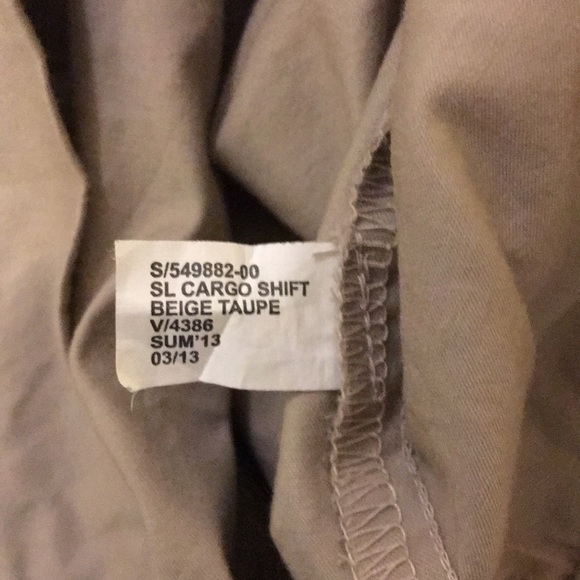 S/549882-00
SL CARGO SHIFT
BEIGE TAUPE
V/4386
SUM'13
03/13